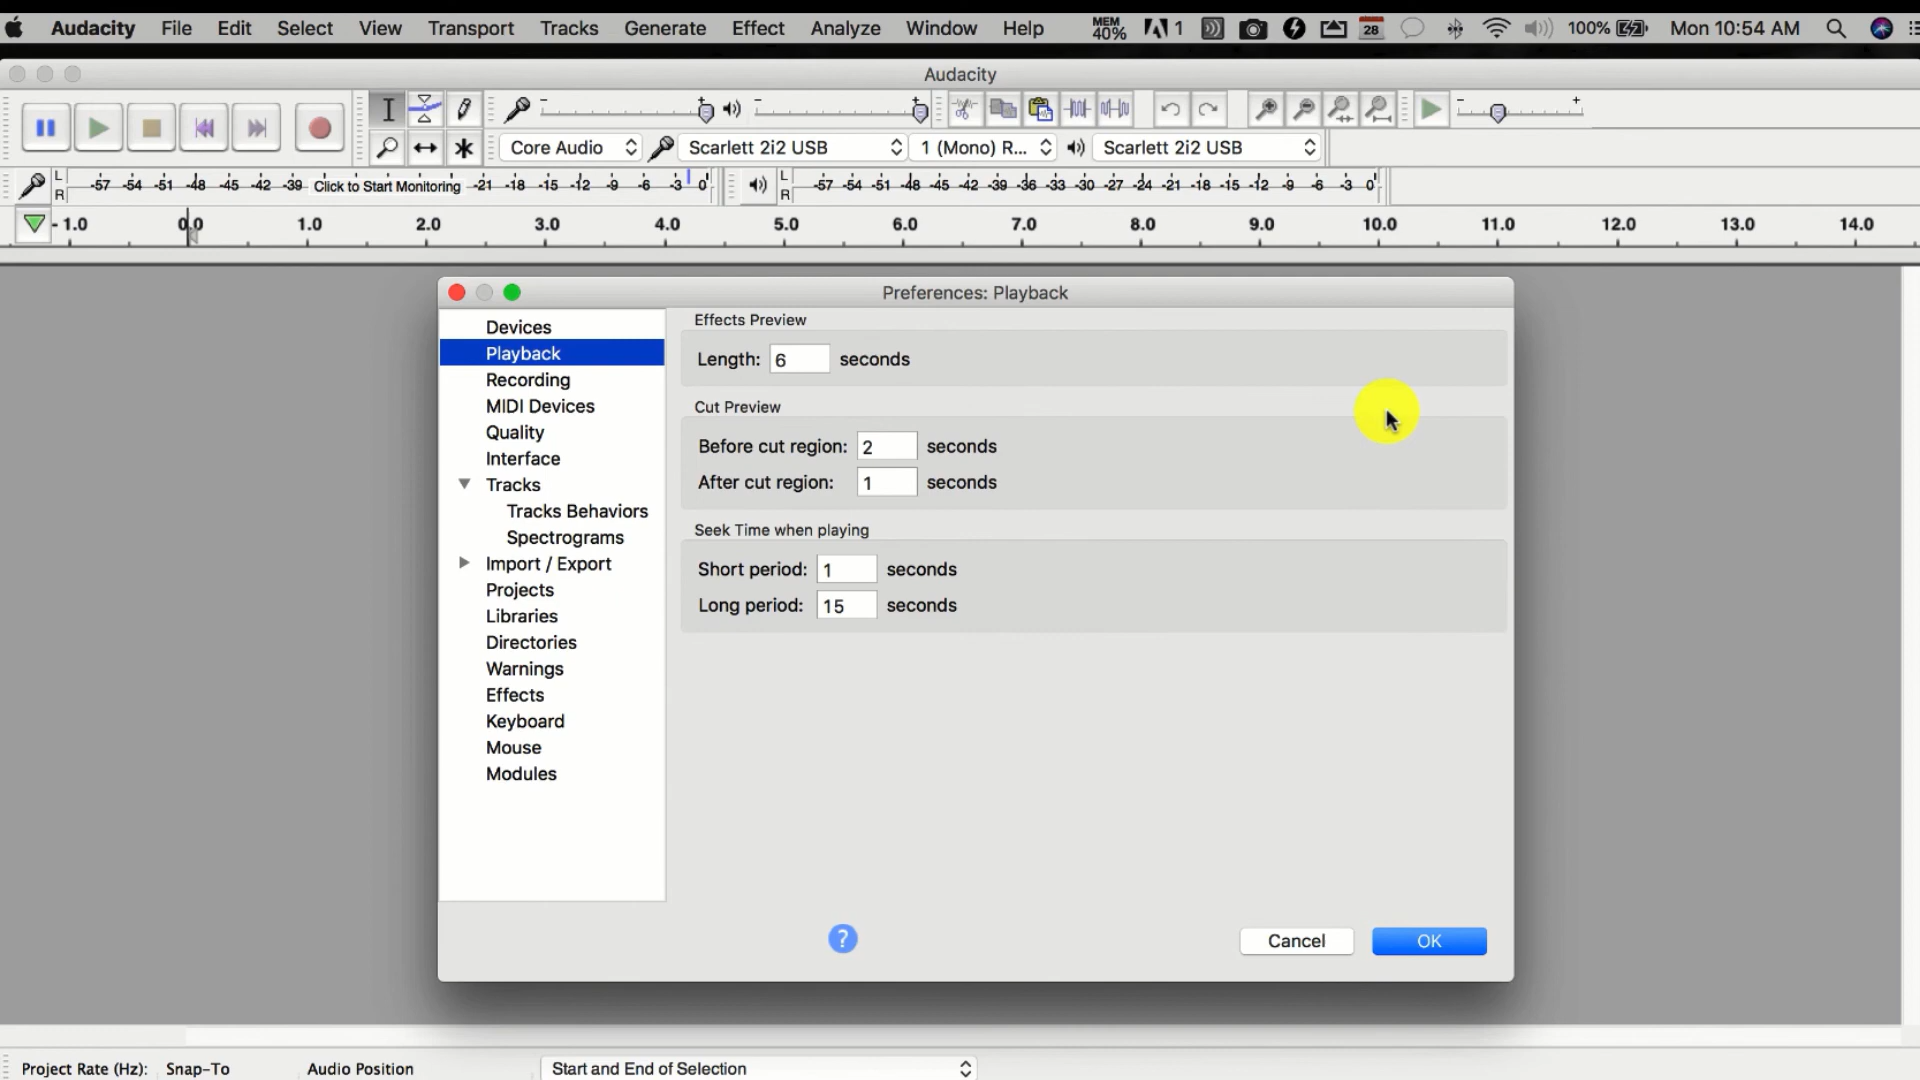 Audacity File Edit Select View Transport Tracks Generate Effect Analyze Window Help MEM 40% 1 28 100% Mon 10:54 AM
Audacity
Core Audio Scarlett 2i2 USB 1 (Mono) R... Scarlett 2i2 USB
L R -57 -54 -51 -48 -45 -42 -39 Click to Start Monitoring -21 -18 -15 -12 -9 -6 -3 0 L R -57 -54 -51 -48 -45 -42 -39 -36 -33 -30 -27 -24 -21 -18 -15 -12 -9 -6 -3 0
-1.0 0.0 1.0 2.0 3.0 4.0 5.0 6.0 7.0 8.0 9.0 10.0 11.0 12.0 13.0 14.0
Preferences: Playback
Devices
Playback
Recording
MIDI Devices
Quality
Interface
Tracks
Tracks Behaviors
Spectrograms
Import / Export
Projects
Libraries
Directories
Warnings
Effects
Keyboard
Mouse
Modules
Effects Preview
Length: 6 seconds
Cut Preview
Before cut region: 2 seconds
After cut region: 1 seconds
Seek Time when playing
Short period: 1 seconds
Long period: 15 seconds
? Cancel OK
Project Rate (Hz): Snap-To Audio Position Start and End of Selection